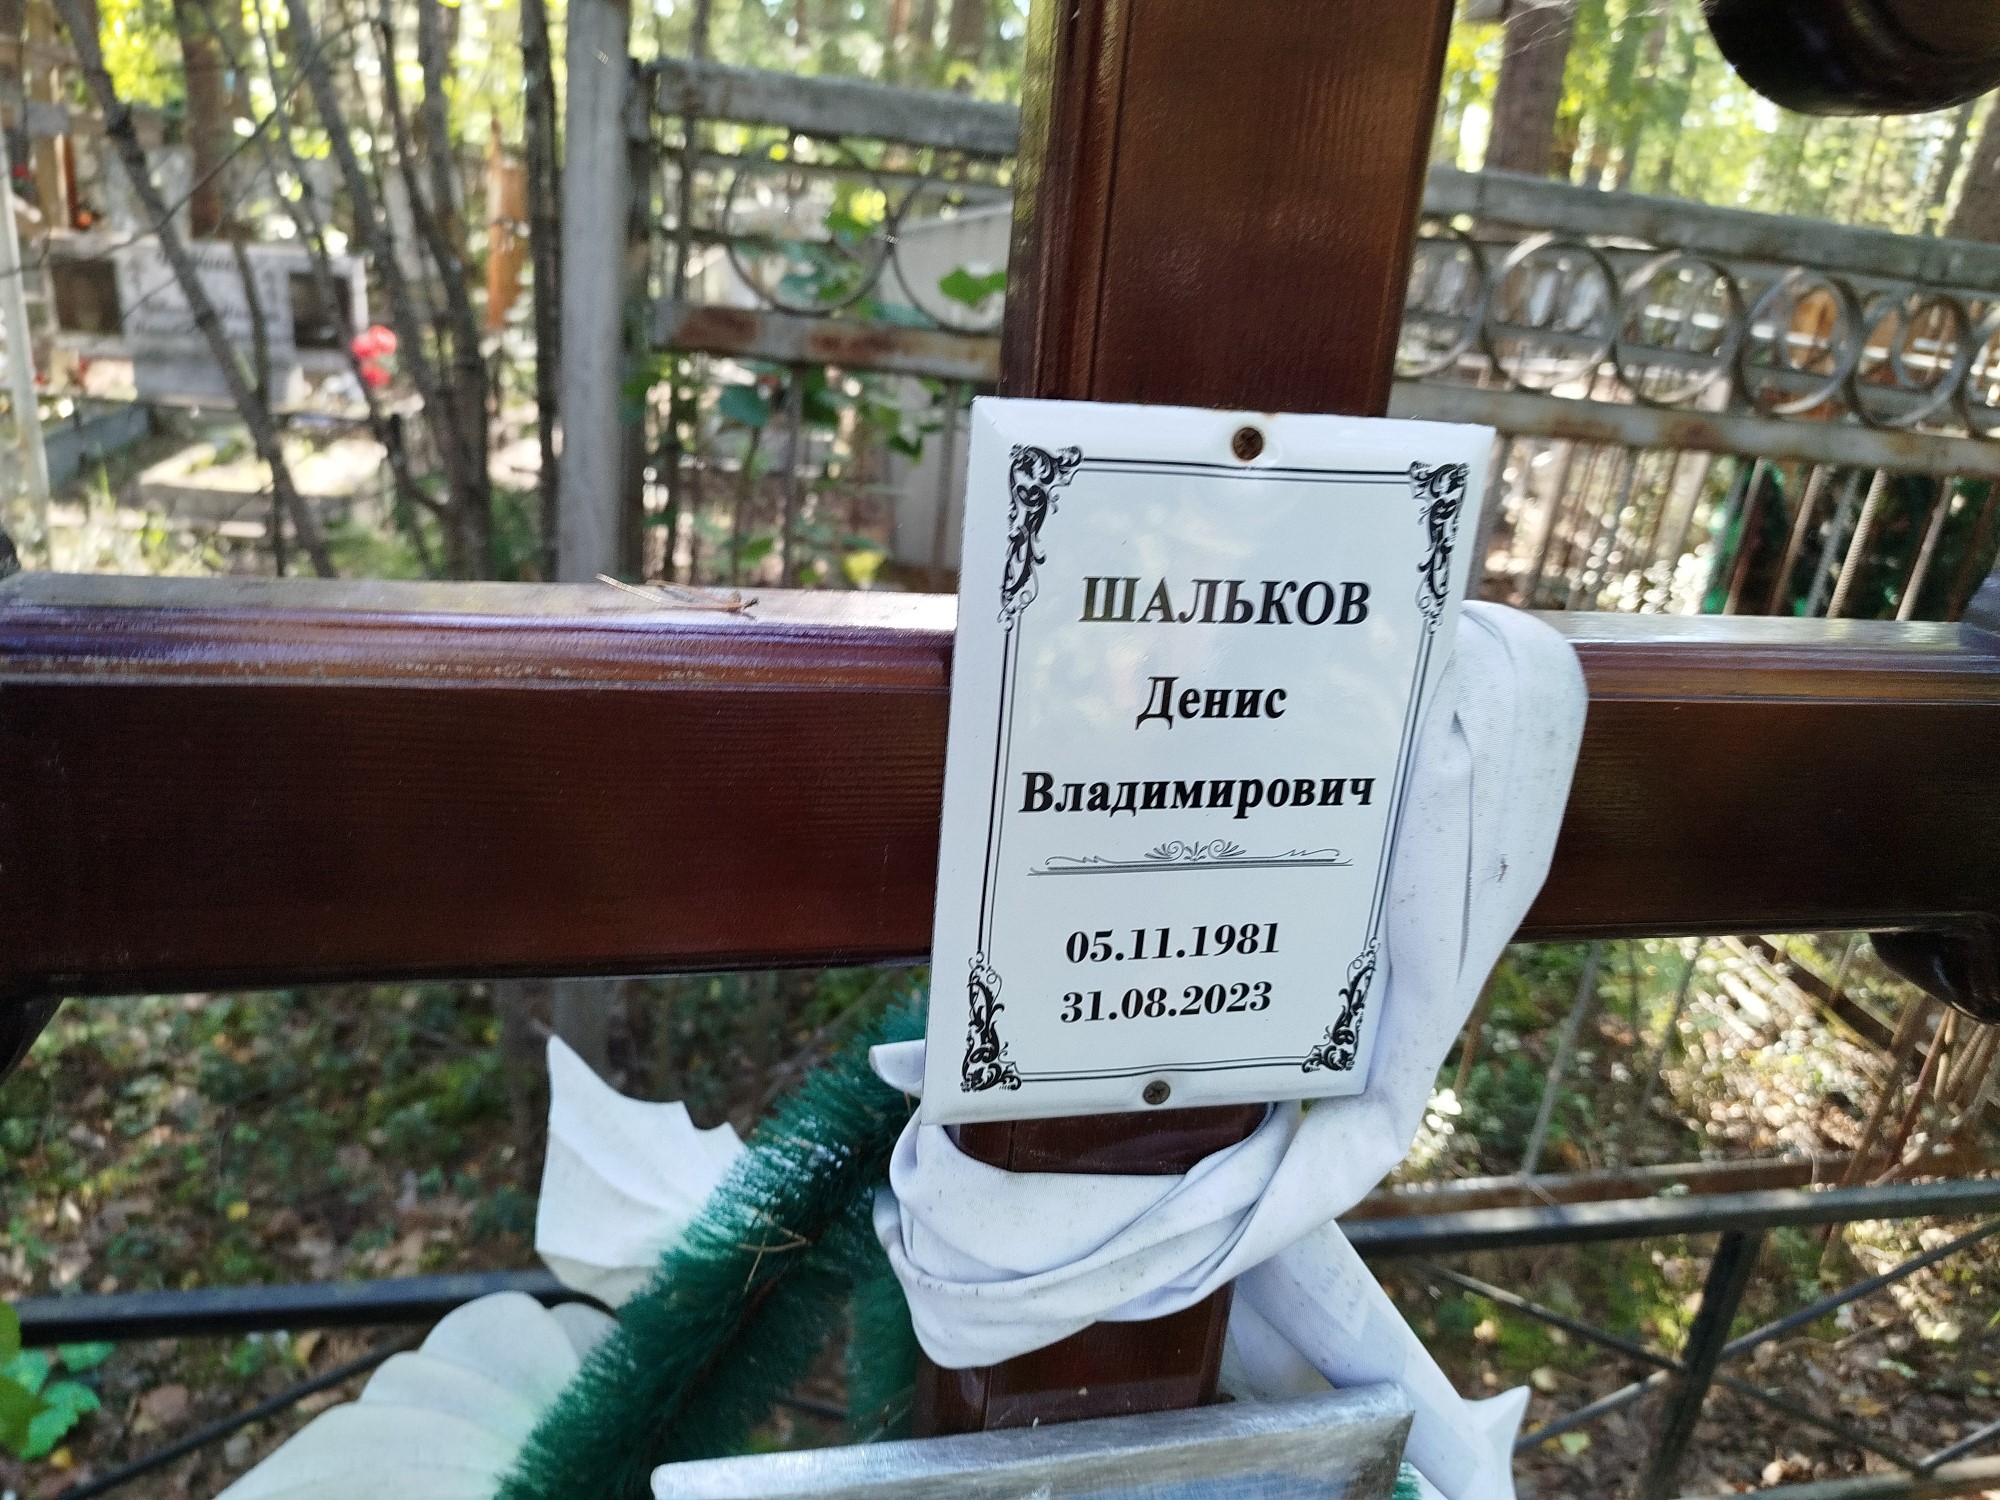 ШАЛЬКОВ
Денис
Владимирович
05.11.1981
31.08.2023